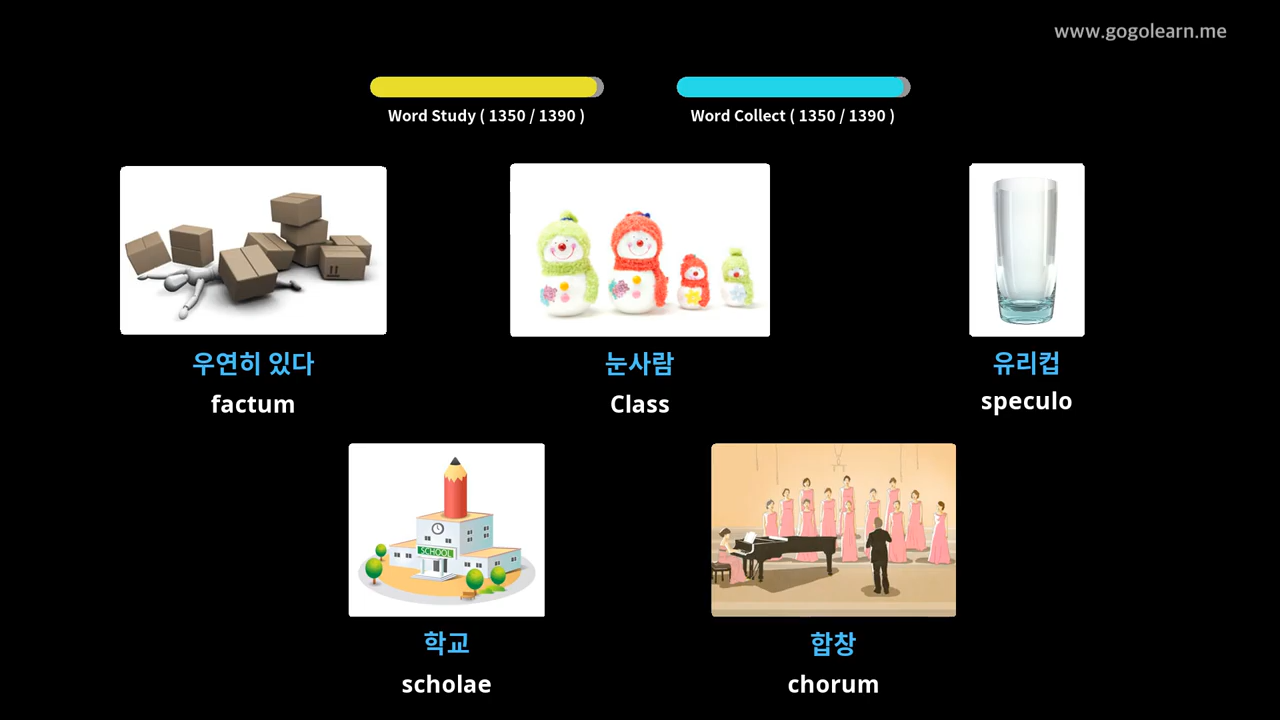 www.gogolearn.me
Word Study ( 1350 / 1390 )
Word Collect ( 1350 / 1390 )
우연히 있다
factum
눈사람
Class
유리컵
speculo
SCHOOL
학교
scholae
합창
chorum